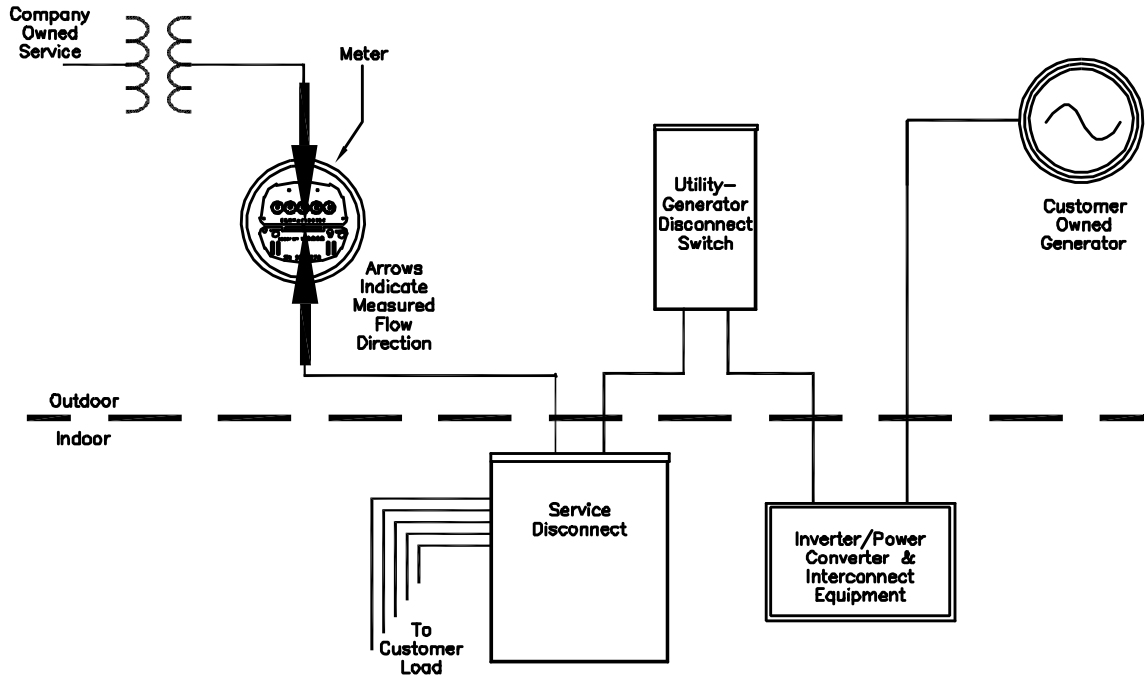 Company
Owned
Service
Meter
Utility-
Generator
Disconnect
Switch
Customer
Owned
Generator
Arrows
Indicate
Measured
Flow
Direction
Outdoor
Indoor
Service
Disconnect
Inverter/Power
Converter &
Interconnect
Equipment
To
Customer
Load